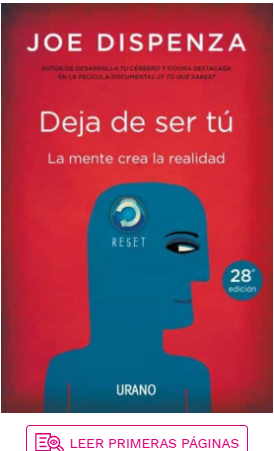 JOE DISPENZA
AUTOR DE DESARROLLA TU CEREBRO Y FIGURA DESTACADA
EN LA PELÍCULA DOCUMENTAL ¿Y TÚ QUÉ SABES?
Deja de ser tú
La mente crea la realidad
RESET
28ª
edición
URANO
LEER PRIMERAS PÁGINAS